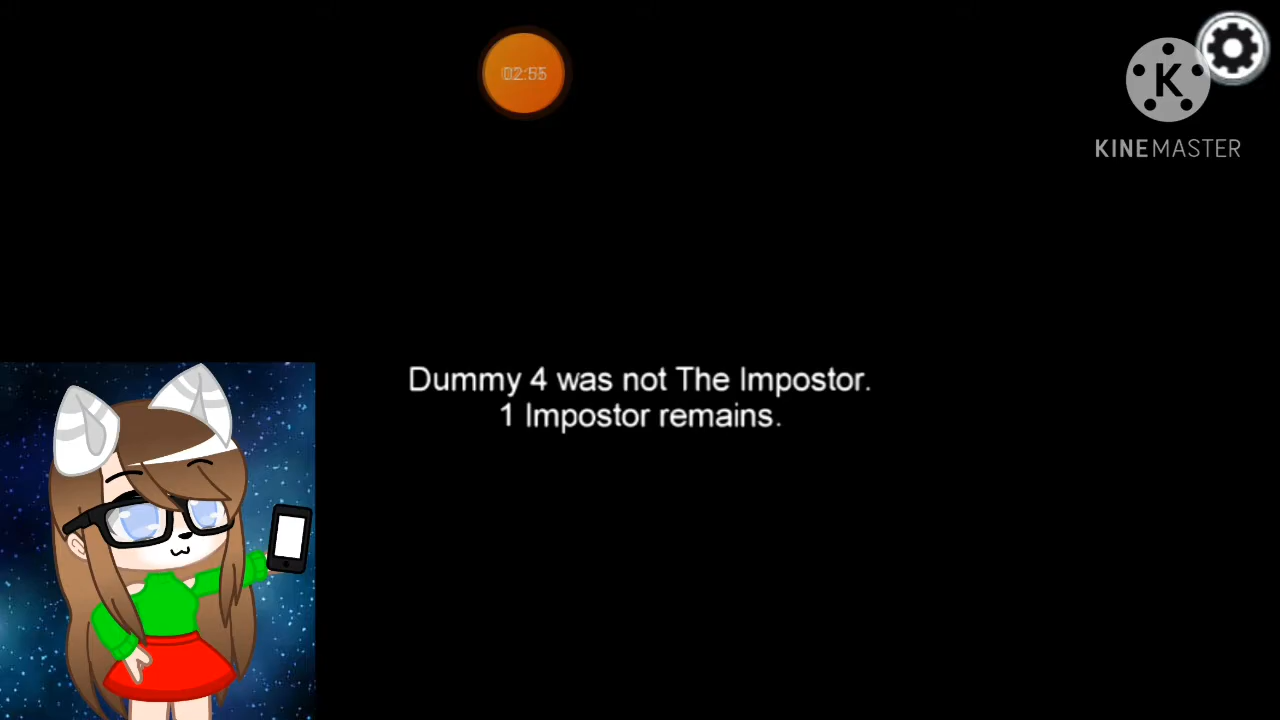 02:55
K
KINEMASTER
Dummy 4 was not The Impostor.
1 Impostor remains.